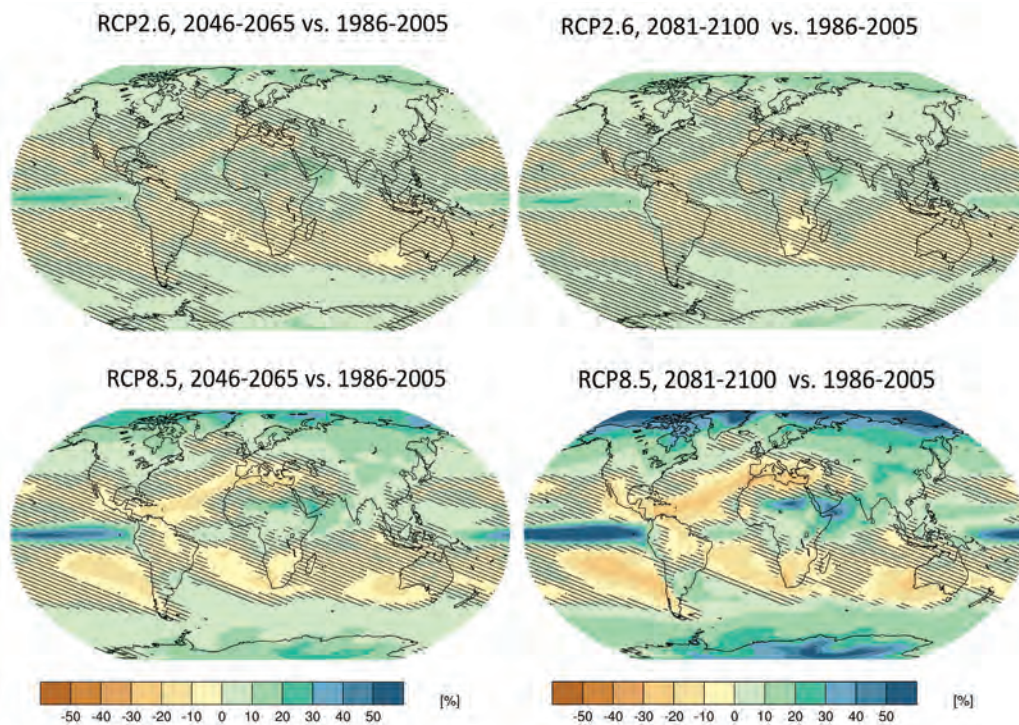 RCP2.6, 2046-2065 vs. 1986-2005
RCP2.6, 2081-2100 vs. 1986-2005
RCP8.5, 2046-2065 vs. 1986-2005
RCP8.5, 2081-2100 vs. 1986-2005
-50 -40 -30 -20 -10 0 10 20 30 40 50 [%]
-50 -40 -30 -20 -10 0 10 20 30 40 50 [%]